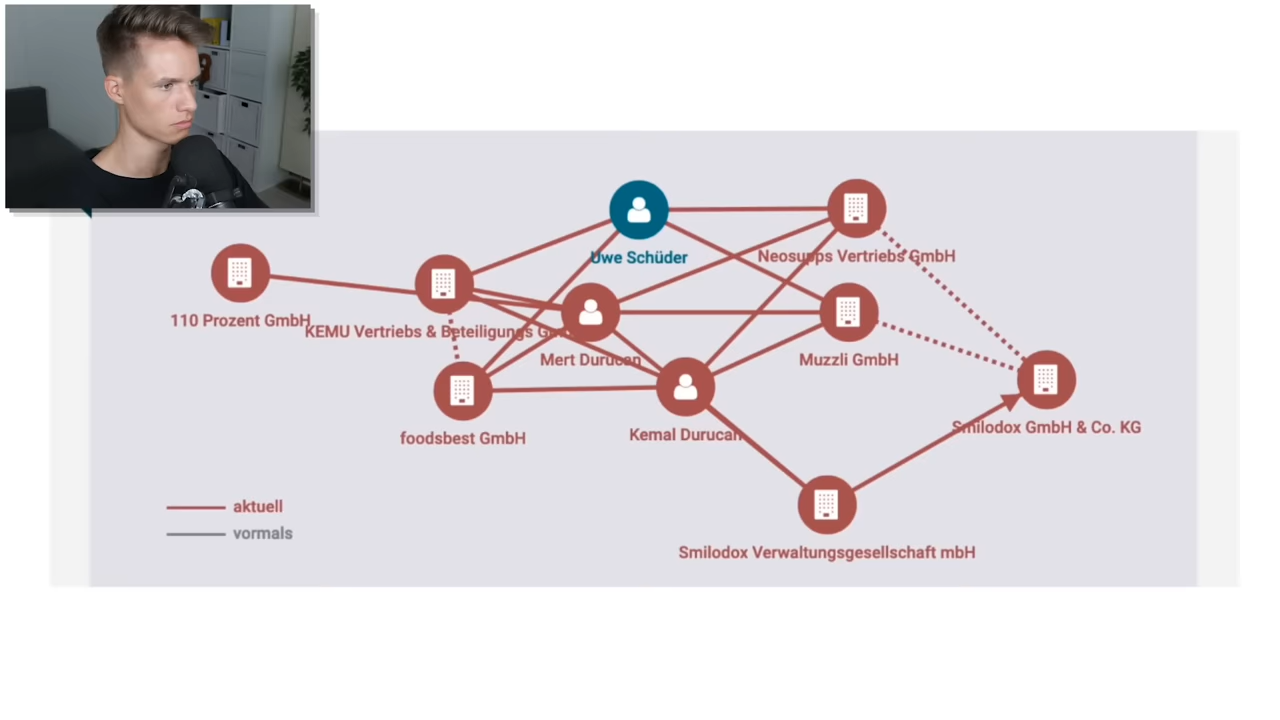 Uwe Schüder
Neosupps Vertriebs GmbH
110 Prozent GmbH
KEMU Vertriebs & Beteiligungs
Mert Durucan
Muzzli GmbH
foodsbest GmbH
Kemal Durucan
Smilodox GmbH & Co. KG
aktuell
vormals
Smilodox Verwaltungsgesellschaft mbH